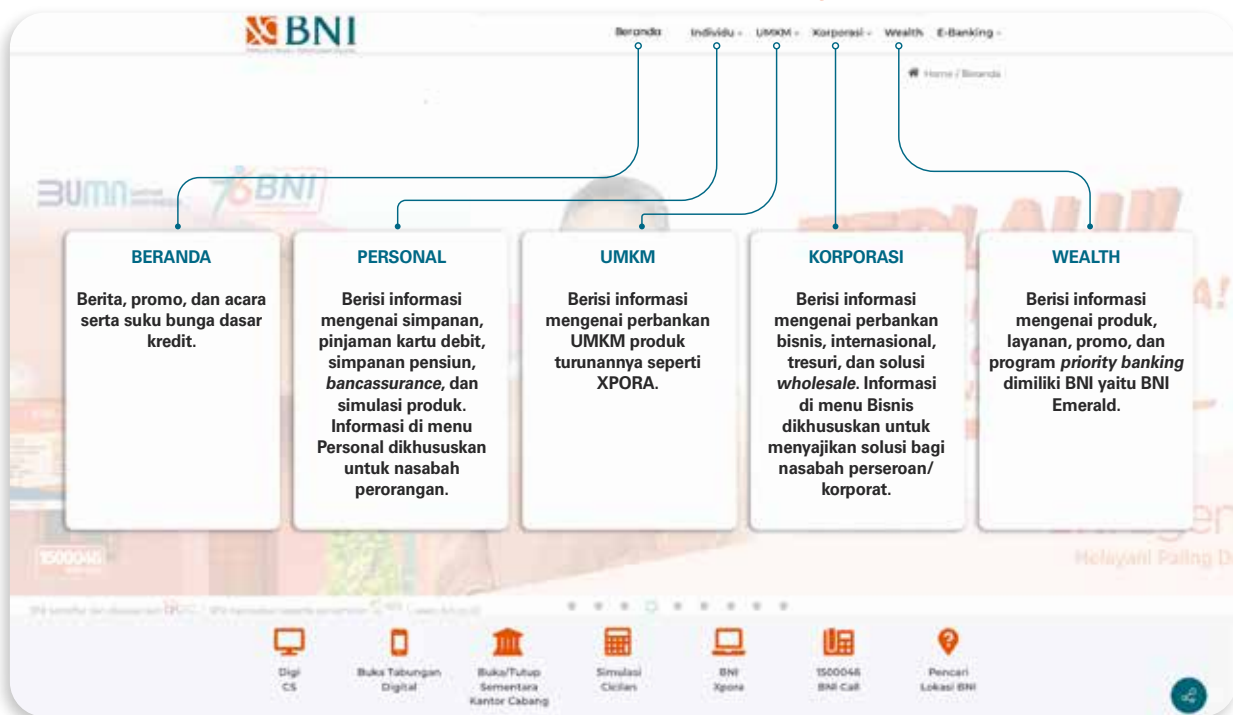 BNI
Beranda
Individu
UMKM
Korporasi
Wealth
E-Banking
Home / Beranda
BUMN
76 BNI
BERANDA
Berita, promo, dan acara
serta suku bunga dasar
kredit.
PERSONAL
Berisi informasi
mengenai simpanan,
pinjaman kartu debit,
simpanan pensiun,
bancassurance, dan
simulasi produk.
Informasi di menu
Personal dikhususkan
untuk nasabah
perorangan.
UMKM
Berisi informasi
mengenai perbankan
UMKM produk
turunannya seperti
XPORA.
KORPORASI
Berisi informasi
mengenai perbankan
bisnis, internasional,
tresuri, dan solusi
wholesale. Informasi
di menu Bisnis
dikhususkan untuk
menyajikan solusi bagi
nasabah perseroan/
korporat.
WEALTH
Berisi informasi
mengenai produk,
layanan, promo, dan
program priority banking
dimiliki BNI yaitu BNI
Emerald.
1500046
Melayani Paling
Digi
CS
Buka Tabungan
Digital
Buka/Tutup
Sementara
Kantor Cabang
Simulasi
Cicilan
BNI
Xpora
1500046
BNI Call
Pencari
Lokasi BNI